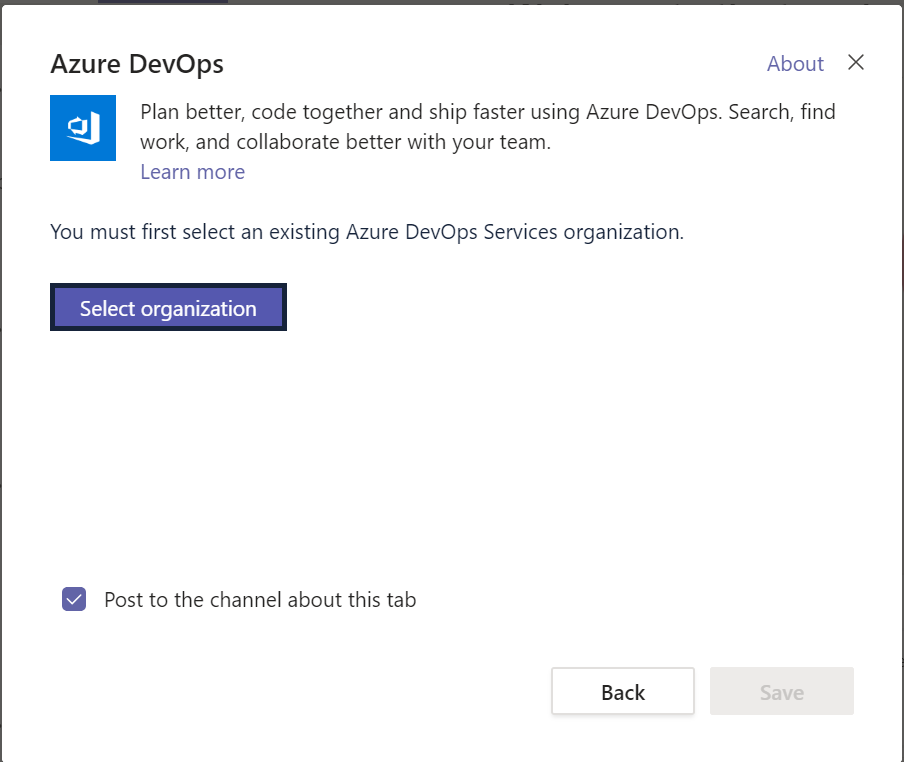 Azure DevOps
About
Plan better, code together and ship faster using Azure DevOps. Search, find
work, and collaborate better with your team.
Learn more
You must first select an existing Azure DevOps Services organization.
Select organization
Post to the channel about this tab
Back
Save